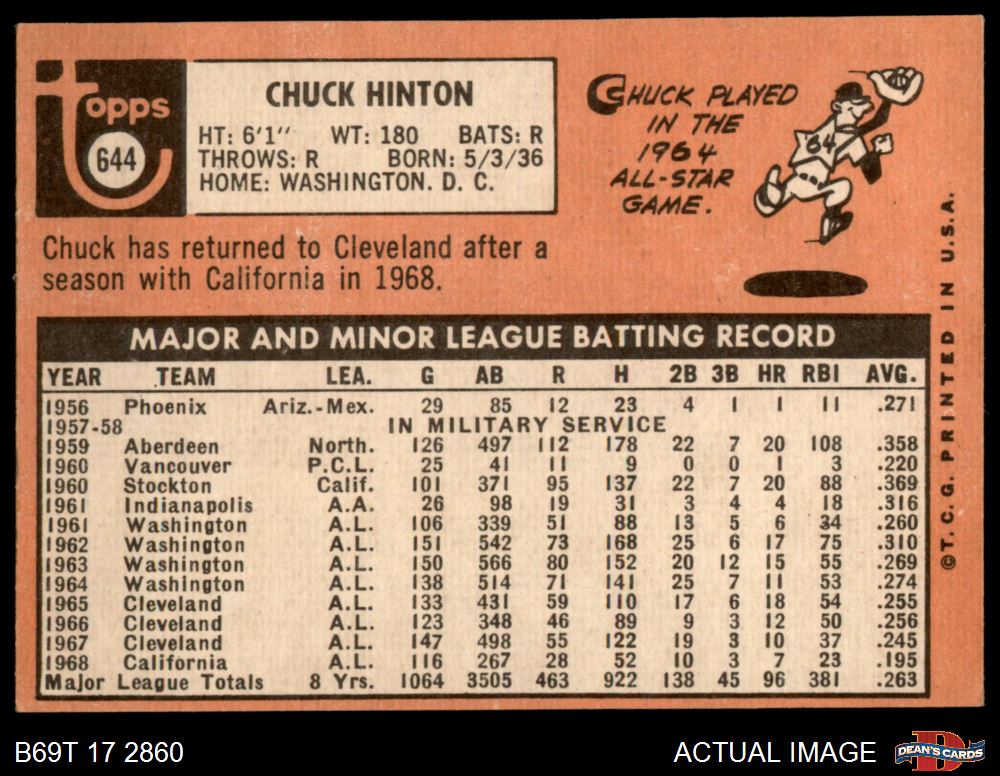 topps
644
CHUCK HINTON
HT: 6'1" WT: 180 BATS: R
THROWS: R BORN: 5/3/36
HOME: WASHINGTON. D. C.
CHUCK PLAYED
IN THE
1964
ALL-STAR
GAME.
64
Chuck has returned to Cleveland after a
season with California in 1968.
MAJOR AND MINOR LEAGUE BATTING RECORD
YEAR TEAM LEA. G AB R H 2B 3B HR RBI AVG.
1956 Phoenix Ariz.-Mex. 29 85 12 23 4 1 1 11 .271
1957-58 IN MILITARY SERVICE
1959 Aberdeen North. 126 497 112 178 22 7 20 108 .358
1960 Vancouver P.C.L. 25 41 11 9 0 0 1 3 .220
1960 Stockton Calif. 101 371 95 137 22 7 20 88 .369
1961 Indianapolis A.A. 26 98 19 31 3 4 4 18 .316
1961 Washington A.L. 106 339 51 88 13 5 6 34 .260
1962 Washington A.L. 151 542 73 168 25 6 17 75 .310
1963 Washington A.L. 150 566 80 152 20 12 15 55 .269
1964 Washington A.L. 138 514 71 141 25 7 11 53 .274
1965 Cleveland A.L. 133 431 59 110 17 6 18 54 .255
1966 Cleveland A.L. 123 348 46 89 9 3 12 50 .256
1967 Cleveland A.L. 147 498 55 122 19 3 10 37 .245
1968 California A.L. 116 267 28 52 10 3 7 23 .195
Major League Totals 8 Yrs. 1064 3505 463 922 138 45 96 381 .263
©T.C.G. PRINTED IN U.S.A.
B69T 17 2860
ACTUAL IMAGE
D
DEAN'S CARDS